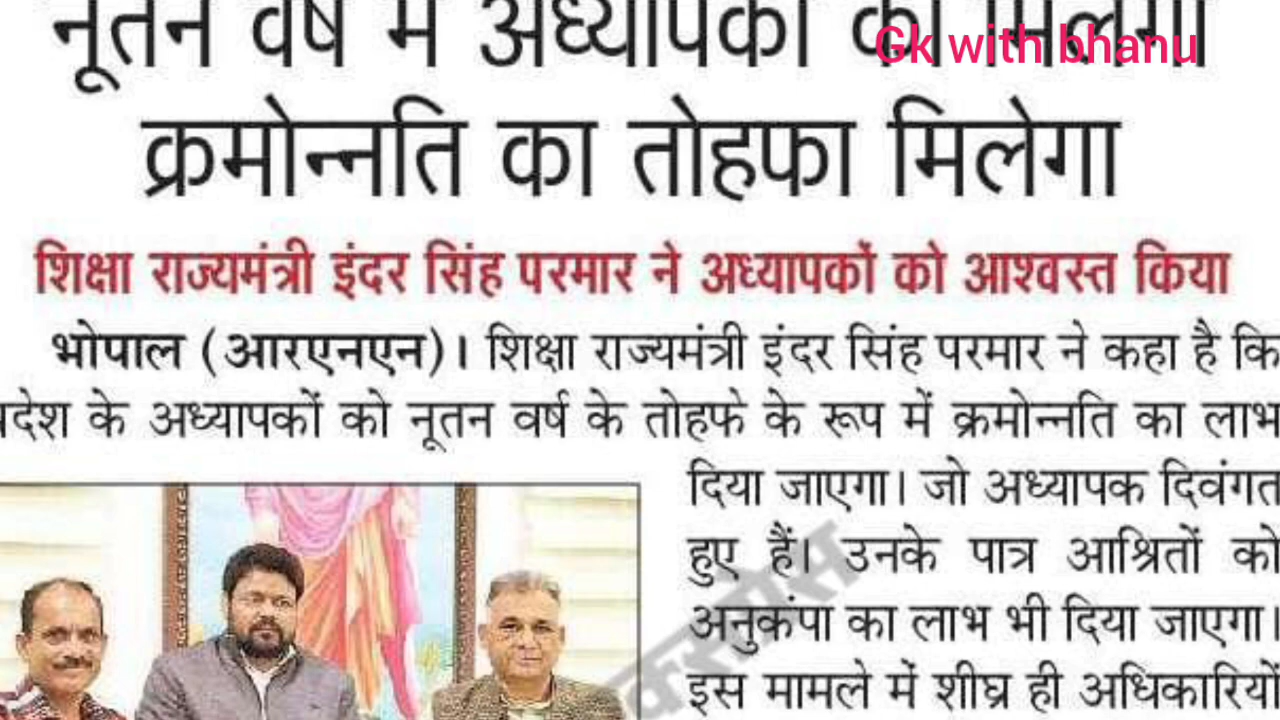 नूतन वर्ष में अध्यापकों को मिलेगा
Gk with bhanu
क्रमोन्नति का तोहफा मिलेगा
शिक्षा राज्यमंत्री इंदर सिंह परमार ने अध्यापकों को आश्वस्त किया
भोपाल (आरएनएन)। शिक्षा राज्यमंत्री इंदर सिंह परमार ने कहा है कि
प्रदेश के अध्यापकों को नूतन वर्ष के तोहफे के रूप में क्रमोन्नति का लाभ
दिया जाएगा। जो अध्यापक दिवंगत
हुए हैं। उनके पात्र आश्रितों को
अनुकंपा का लाभ भी दिया जाएगा।
इस मामले में शीघ्र ही अधिकारियों